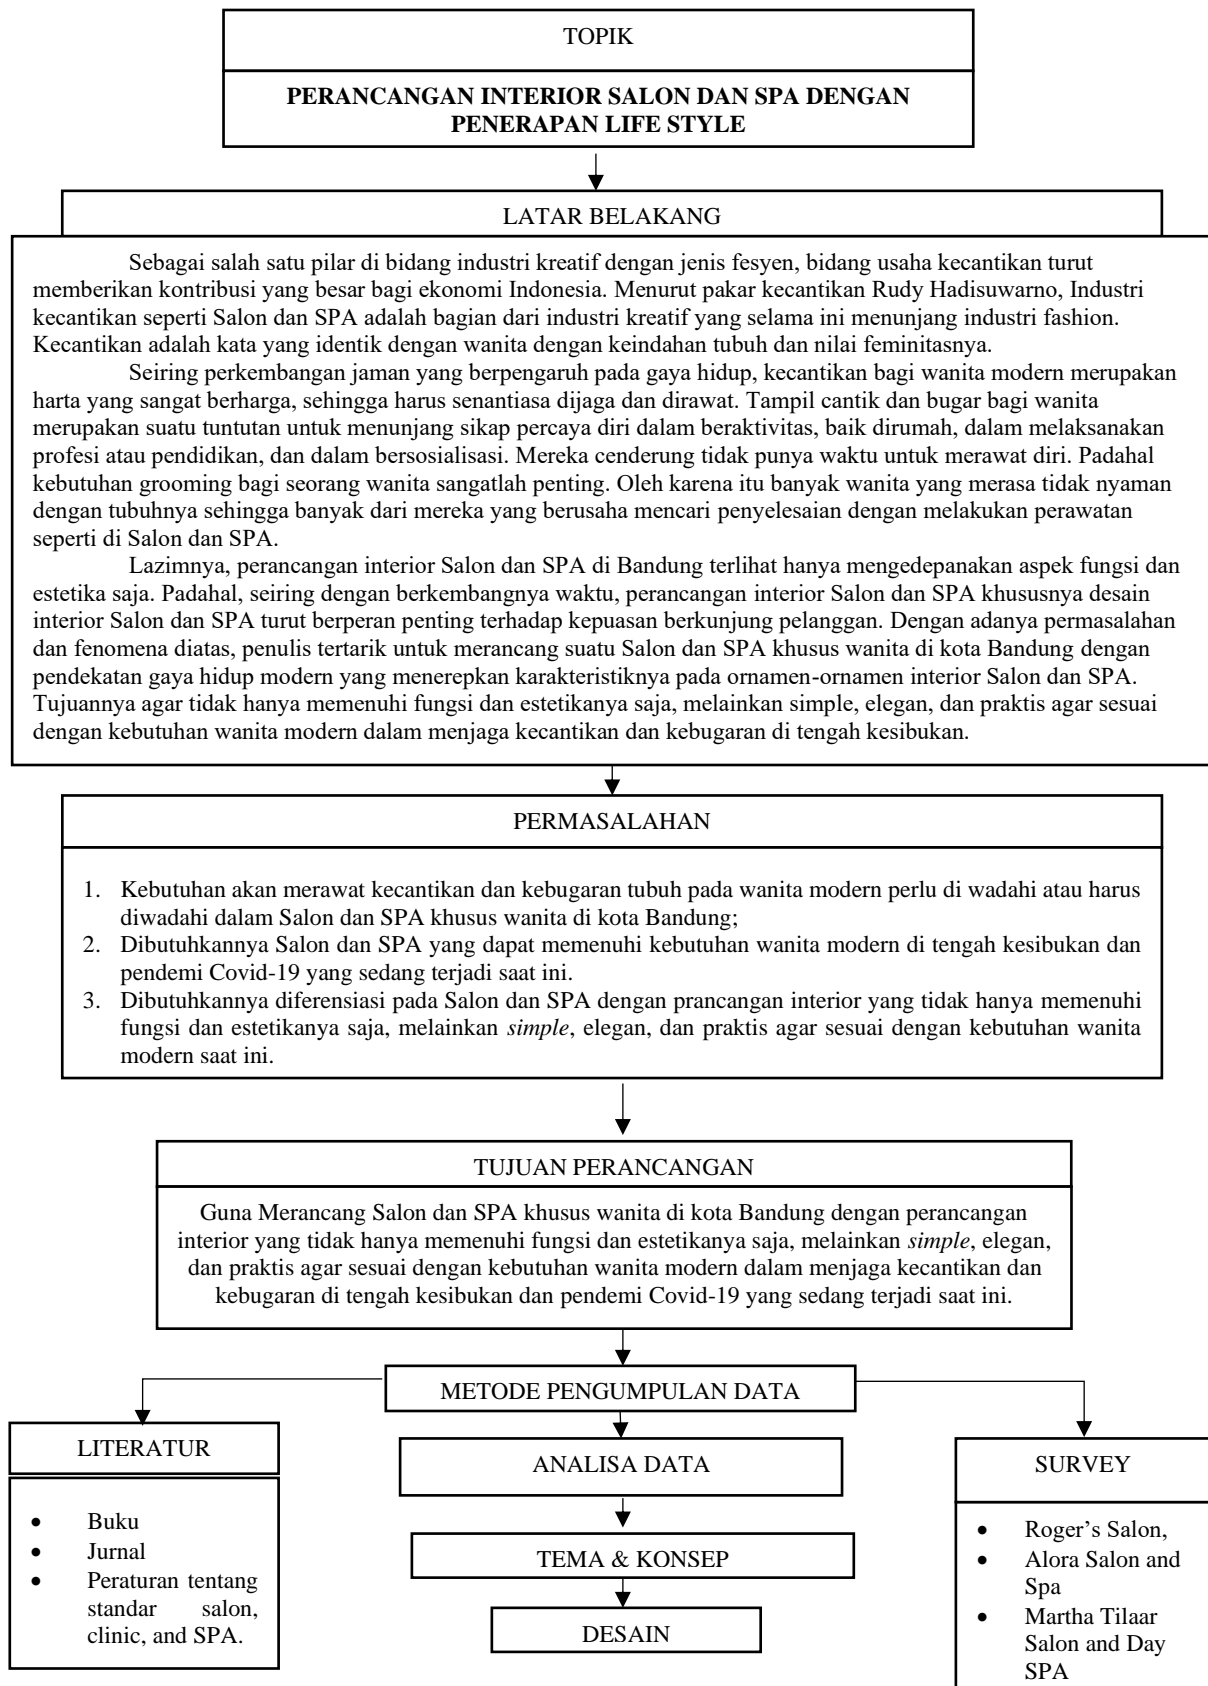 TOPIK
PERANCANGAN INTERIOR SALON DAN SPA DENGAN
PENERAPAN LIFE STYLE
LATAR BELAKANG
Sebagai salah satu pilar di bidang industri kreatif dengan jenis fesyen, bidang usaha kecantikan turut
memberikan kontribusi yang besar bagi ekonomi Indonesia. Menurut pakar kecantikan Rudy Hadisuwarno, Industri
kecantikan seperti Salon dan SPA adalah bagian dari industri kreatif yang selama ini menunjang industri fashion.
Kecantikan adalah kata yang identik dengan wanita dengan keindahan tubuh dan nilai feminitasnya.
Seiring perkembangan jaman yang berpengaruh pada gaya hidup, kecantikan bagi wanita modern merupakan
harta yang sangat berharga, sehingga harus senantiasa dijaga dan dirawat. Tampil cantik dan bugar bagi wanita
merupakan suatu tuntutan untuk menunjang sikap percaya diri dalam beraktivitas, baik dirumah, dalam melaksanakan
profesi atau pendidikan, dan dalam bersosialisasi. Mereka cenderung tidak punya waktu untuk merawat diri. Padahal
kebutuhan grooming bagi seorang wanita sangatlah penting. Oleh karena itu banyak wanita yang merasa tidak nyaman
dengan tubuhnya sehingga banyak dari mereka yang berusaha mencari penyelesaian dengan melakukan perawatan
seperti di Salon dan SPA.
Lazimnya, perancangan interior Salon dan SPA di Bandung terlihat hanya mengedepanakan aspek fungsi dan
estetika saja. Padahal, seiring dengan berkembangnya waktu, perancangan interior Salon dan SPA khususnya desain
interior Salon dan SPA turut berperan penting terhadap kepuasan berkunjung pelanggan. Dengan adanya permasalahan
dan fenomena diatas, penulis tertarik untuk merancang suatu Salon dan SPA khusus wanita di kota Bandung dengan
pendekatan gaya hidup modern yang menerepkan karakteristiknya pada ornamen-ornamen interior Salon dan SPA.
Tujuannya agar tidak hanya memenuhi fungsi dan estetikanya saja, melainkan simple, elegan, dan praktis agar sesuai
dengan kebutuhan wanita modern dalam menjaga kecantikan dan kebugaran di tengah kesibukan.
PERMASALAHAN
1. Kebutuhan akan merawat kecantikan dan kebugaran tubuh pada wanita modern perlu di wadahi atau harus
diwadahi dalam Salon dan SPA khusus wanita di kota Bandung;
2. Dibutuhkannya Salon dan SPA yang dapat memenuhi kebutuhan wanita modern di tengah kesibukan dan
pendemi Covid-19 yang sedang terjadi saat ini.
3. Dibutuhkannya diferensiasi pada Salon dan SPA dengan prancangan interior yang tidak hanya memenuhi
fungsi dan estetikanya saja, melainkan simple, elegan, dan praktis agar sesuai dengan kebutuhan wanita
modern saat ini.
TUJUAN PERANCANGAN
Guna Merancang Salon dan SPA khusus wanita di kota Bandung dengan perancangan
interior yang tidak hanya memenuhi fungsi dan estetikanya saja, melainkan simple, elegan,
dan praktis agar sesuai dengan kebutuhan wanita modern dalam menjaga kecantikan dan
kebugaran di tengah kesibukan dan pendemi Covid-19 yang sedang terjadi saat ini.
METODE PENGUMPULAN DATA
LITERATUR
• Buku
• Jurnal
• Peraturan tentang
standar salon,
clinic, and SPA.
ANALISA DATA
TEMA & KONSEP
DESAIN
SURVEY
• Roger’s Salon,
• Alora Salon and
Spa
• Martha Tilaar
Salon and Day
SPA